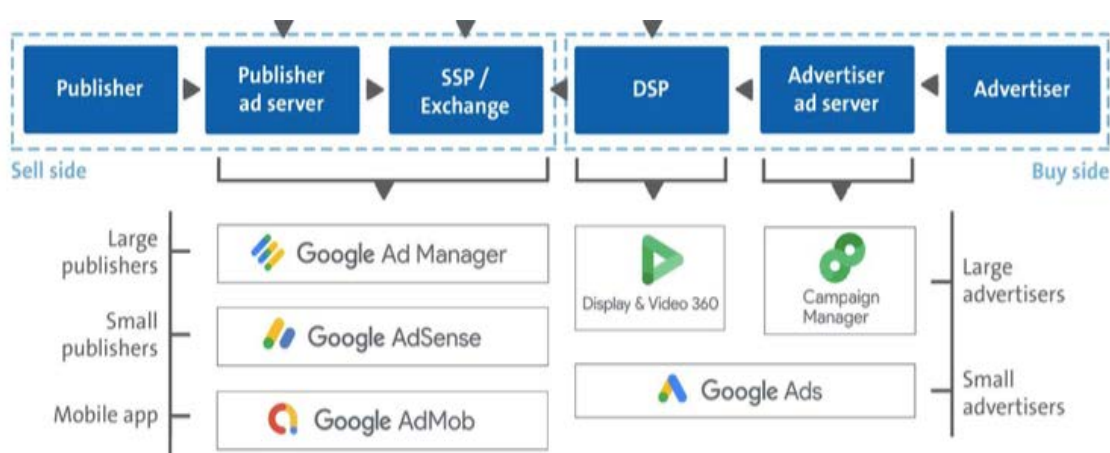 Publisher
Publisher
ad server
SSP /
Exchange
DSP
Advertiser
ad server
Advertiser
Sell side
Buy side
Large
publishers
Google Ad Manager
Small
publishers
Google AdSense
Mobile app
Google AdMob
Display & Video 360
Campaign
Manager
Large
advertisers
Google Ads
Small
advertisers